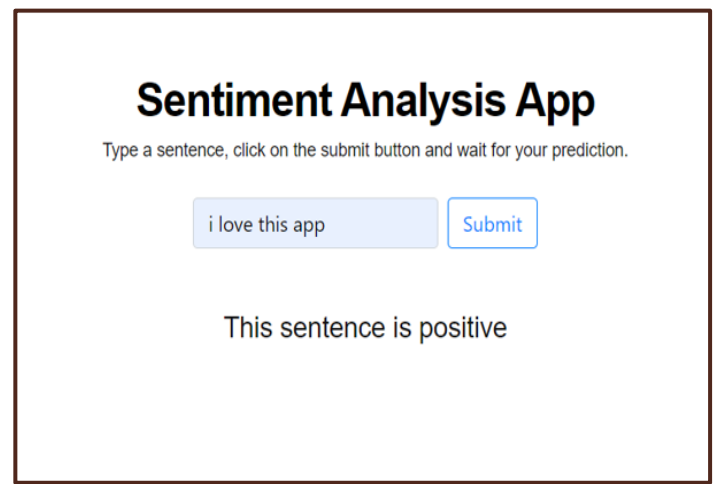 Sentiment Analysis App
Type a sentence, click on the submit button and wait for your prediction.
i love this app Submit
This sentence is positive